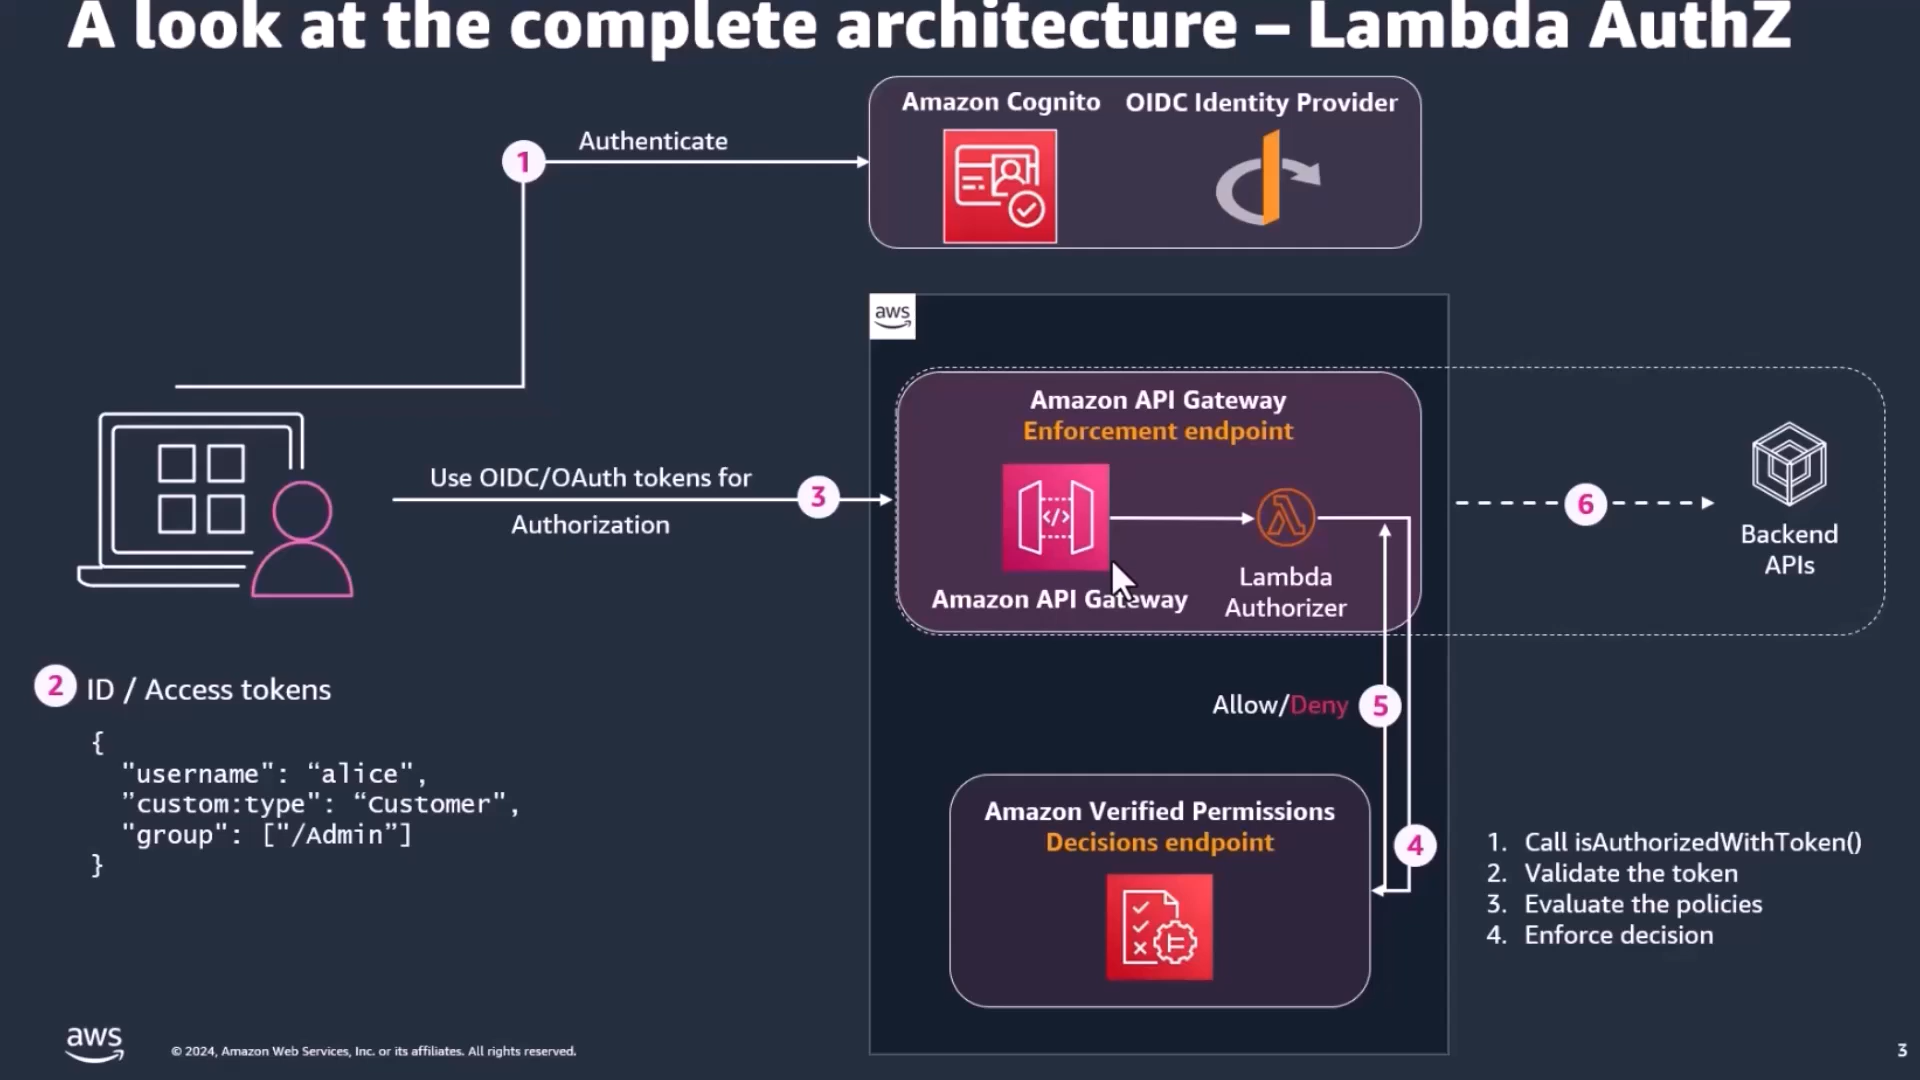 A look at the complete architecture – Lambda AuthZ
Amazon Cognito
OIDC Identity Provider
1
Authenticate
aws
Amazon API Gateway
Enforcement endpoint
</>
Amazon API Gateway
Lambda
Authorizer
Use OIDC/OAuth tokens for
Authorization
3
6
Backend
APIs
2
ID / Access tokens
{
"username": “alice",
”custom:type": “Customer",
"group": ["/Admin”]
}
Allow/Deny
5
Amazon Verified Permissions
Decisions endpoint
4
1. Call isAuthorizedWithToken()
2. Validate the token
3. Evaluate the policies
4. Enforce decision
aws
© 2024, Amazon Web Services, Inc. or its affiliates. All rights reserved.
3